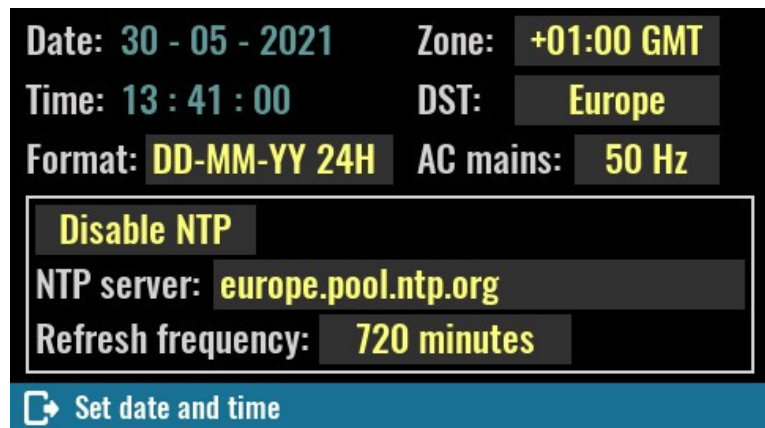 Date: 30 - 05 - 2021 Zone: +01:00 GMT
Time: 13 : 41 : 00 DST: Europe
Format: DD-MM-YY 24H AC mains: 50 Hz
Disable NTP
NTP server: europe.pool.ntp.org
Refresh frequency: 720 minutes
Set date and time